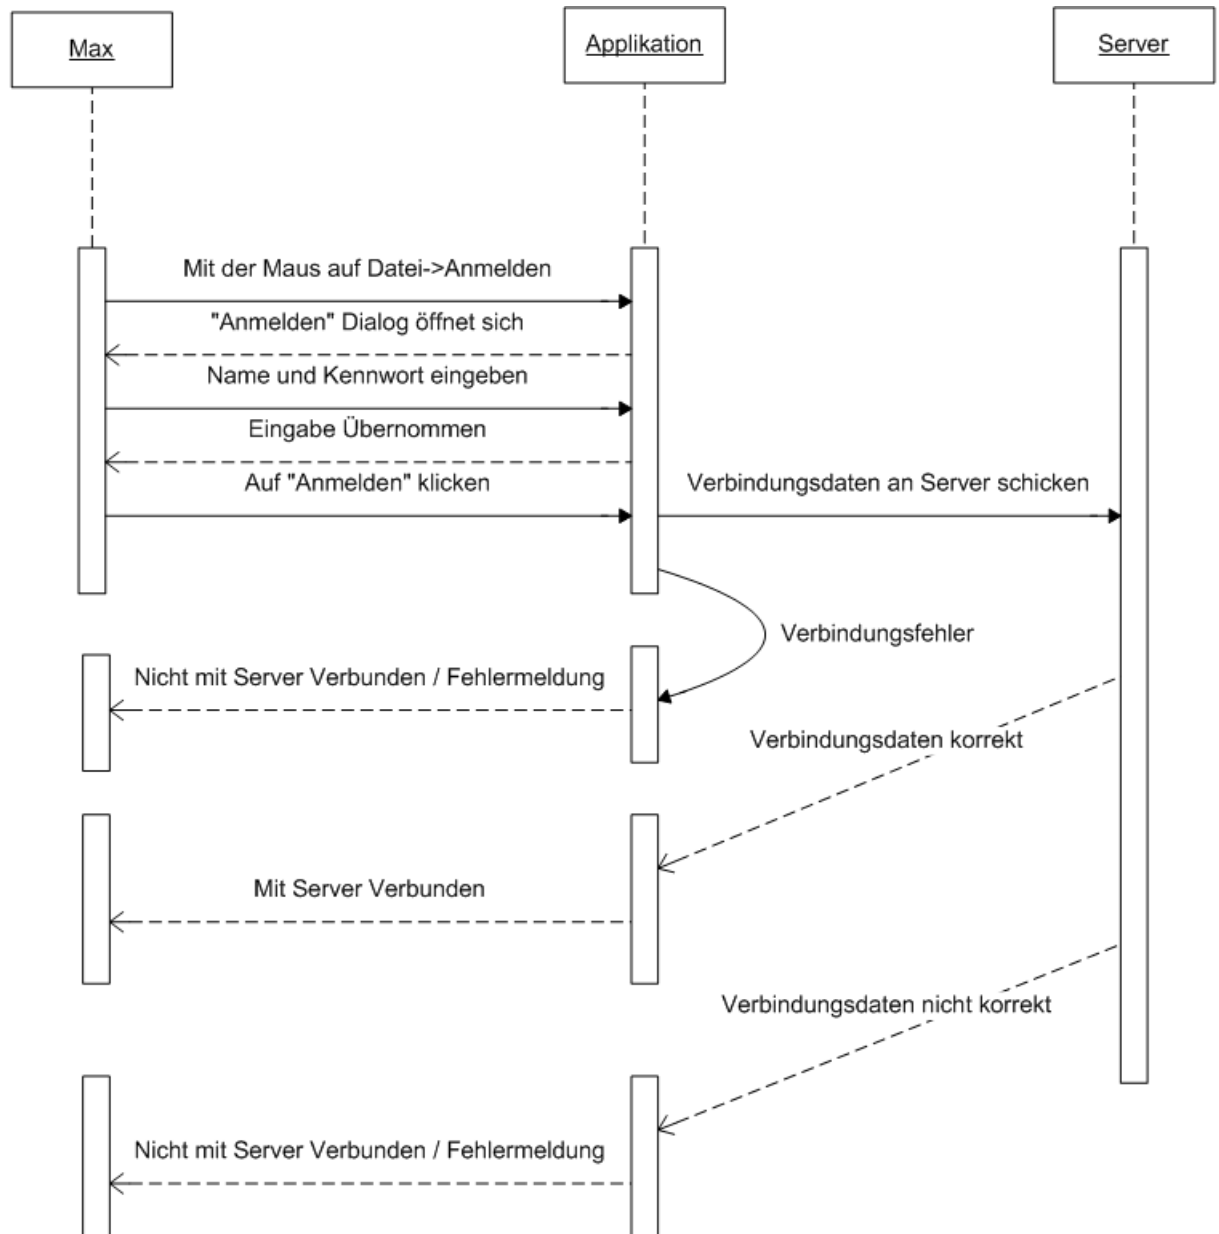 Max
Applikation
Server
Mit der Maus auf Datei->Anmelden
"Anmelden" Dialog öffnet sich
Name und Kennwort eingeben
Eingabe Übernommen
Auf "Anmelden" klicken
Verbindungsdaten an Server schicken
Verbindungsfehler
Nicht mit Server Verbunden / Fehlermeldung
Verbindungsdaten korrekt
Mit Server Verbunden
Verbindungsdaten nicht korrekt
Nicht mit Server Verbunden / Fehlermeldung